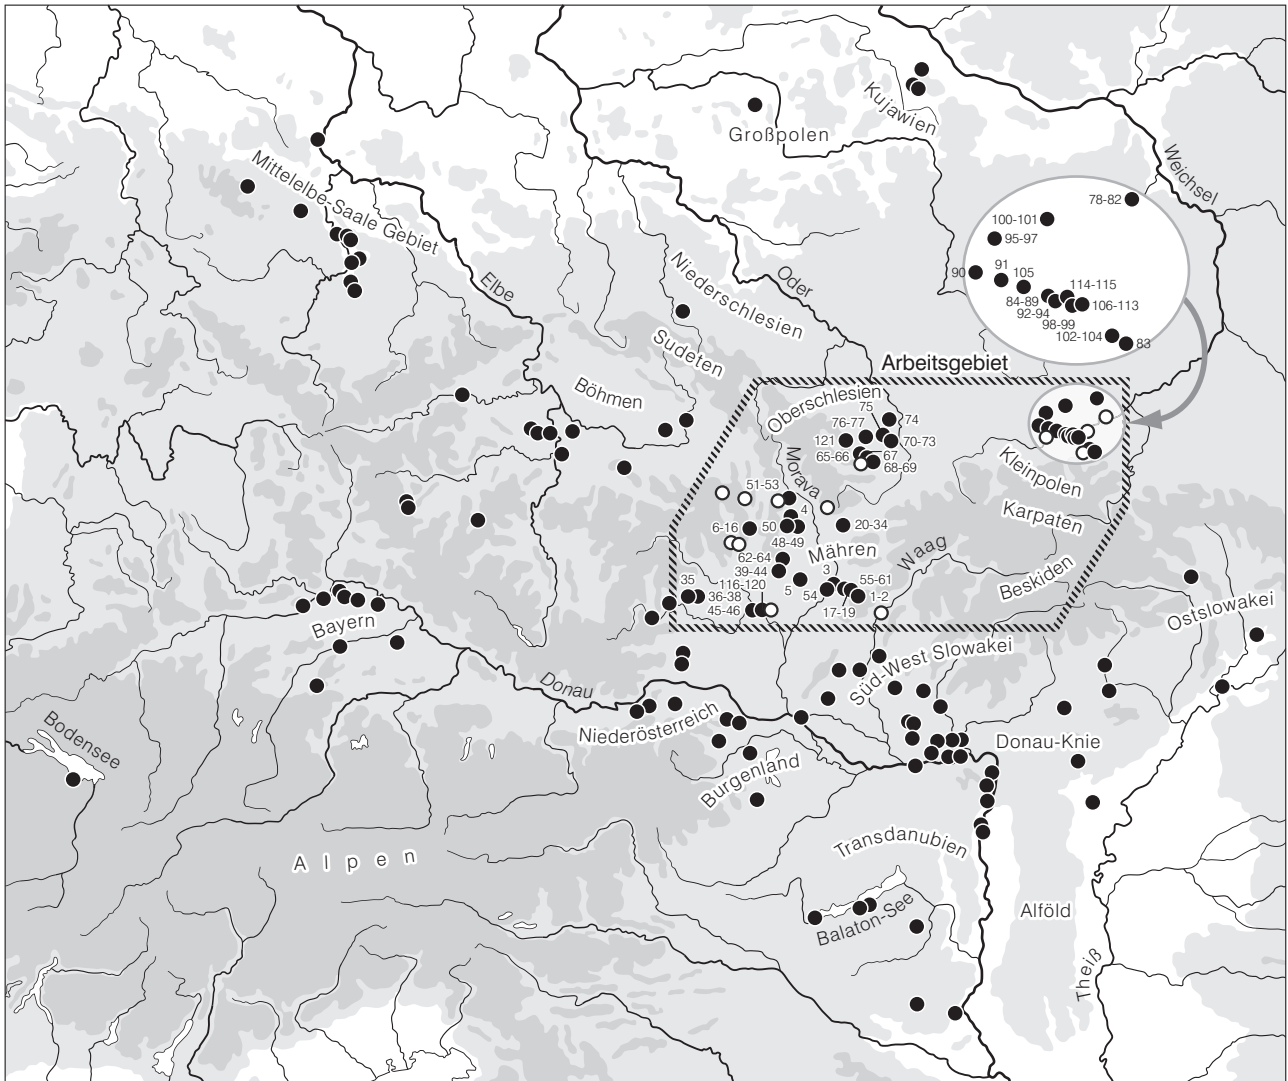 Kujawien
Großpolen
Weichsel
Mittelelbe-Saale Gebiet
78-82
100-101
95-97
90
91
105
114-115
84-89
106-113
92-94
98-99
102-104
83
Elbe
Niederschlesien
Oder
Sudeten
Böhmen
Arbeitsgebiet
Oberschlesien
75
74
76-77
121
70-73
65-66
67
68-69
Kleinpolen
Morava
51-53
4
Karpaten
6-16
50
20-34
48-49
Mähren
Waag
62-64
39-44
3
Beskiden
35
116-120
5
54
55-61
36-38
1-2
45-46
17-19
Ostslowakei
Bayern
Süd-West Slowakei
Donau
Niederösterreich
Bodensee
Donau-Knie
Burgenland
Transdanubien
Alpen
Balaton-See
Alföld
Theiß